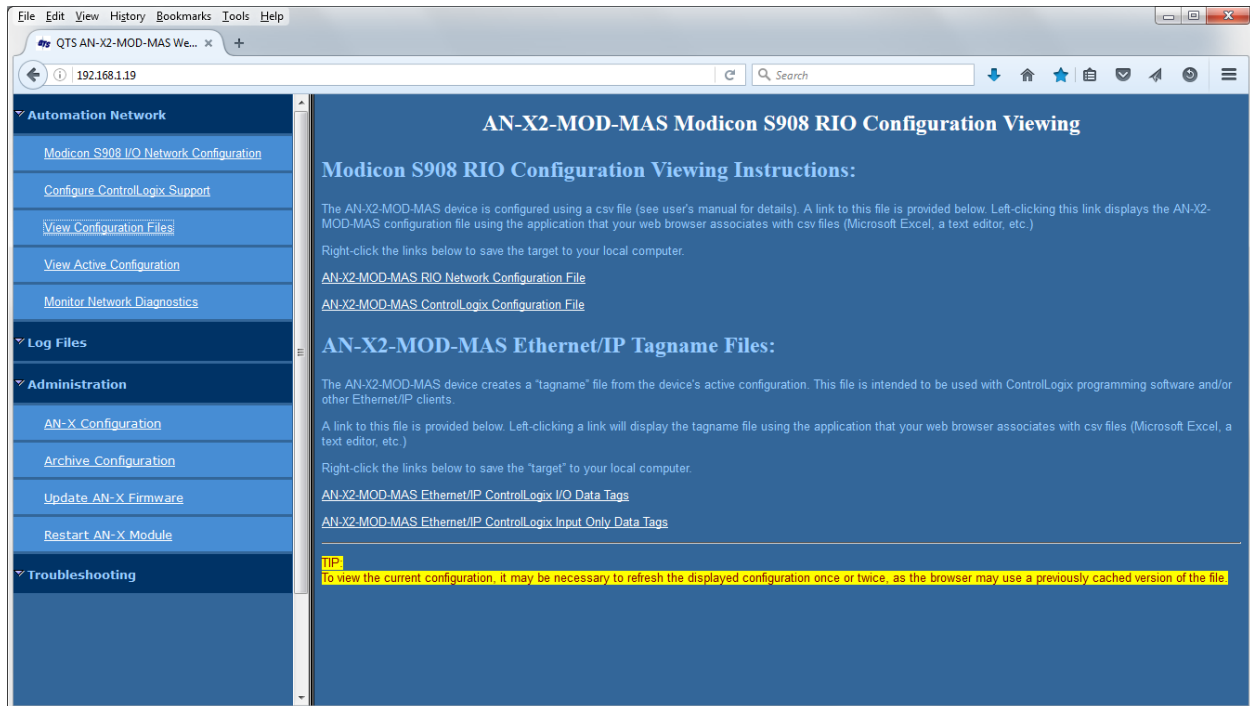 File Edit View History Bookmarks Tools Help
QTS AN-X2-MOD-MAS We...
192.168.1.19
Search
Automation Network
Modicon S908 I/O Network Configuration
Configure ControlLogix Support
View Configuration Files
View Active Configuration
Monitor Network Diagnostics
Log Files
Administration
AN-X Configuration
Archive Configuration
Update AN-X Firmware
Restart AN-X Module
Troubleshooting
AN-X2-MOD-MAS Modicon S908 RIO Configuration Viewing
Modicon S908 RIO Configuration Viewing Instructions:
The AN-X2-MOD-MAS device is configured using a csv file (see user's manual for details). A link to this file is provided below. Left-clicking this link displays the AN-X2-
MOD-MAS configuration file using the application that your web browser associates with csv files (Microsoft Excel, a text editor, etc.)
Right-click the links below to save the target to your local computer.
AN-X2-MOD-MAS RIO Network Configuration File
AN-X2-MOD-MAS ControlLogix Configuration File
AN-X2-MOD-MAS Ethernet/IP Tagname Files:
The AN-X2-MOD-MAS device creates a "tagname" file from the device's active configuration. This file is intended to be used with ControlLogix programming software and/or
other Ethernet/IP clients.
A link to this file is provided below. Left-clicking a link will display the tagname file using the application that your web browser associates with csv files (Microsoft Excel, a
text editor, etc.)
Right-click the links below to save the "target" to your local computer.
AN-X2-MOD-MAS Ethernet/IP ControlLogix I/O Data Tags
AN-X2-MOD-MAS Ethernet/IP ControlLogix Input Only Data Tags
TIP:
To view the current configuration, it may be necessary to refresh the displayed configuration once or twice, as the browser may use a previously cached version of the file.